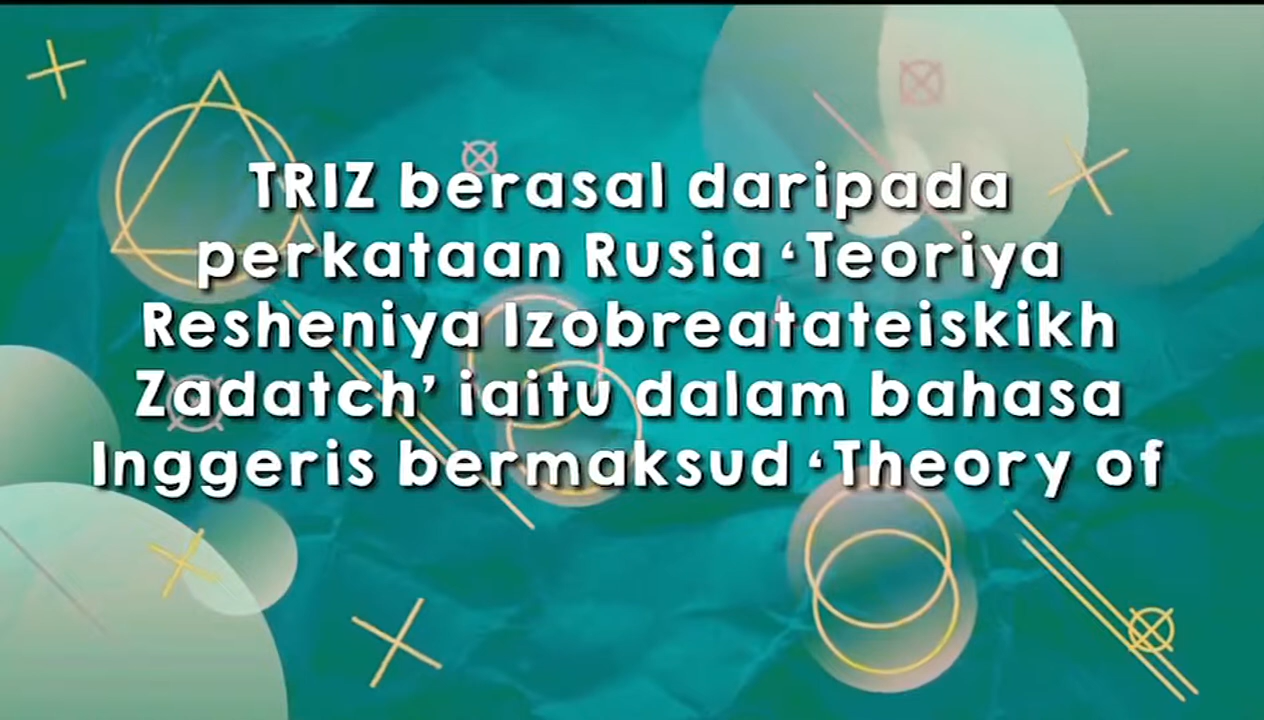 TRIZ berasal daripada
perkataan Rusia ‘Teoriya
Resheniya Izobreatateiskikh
Zadatch’ iaitu dalam bahasa
Inggeris bermaksud ‘Theory of